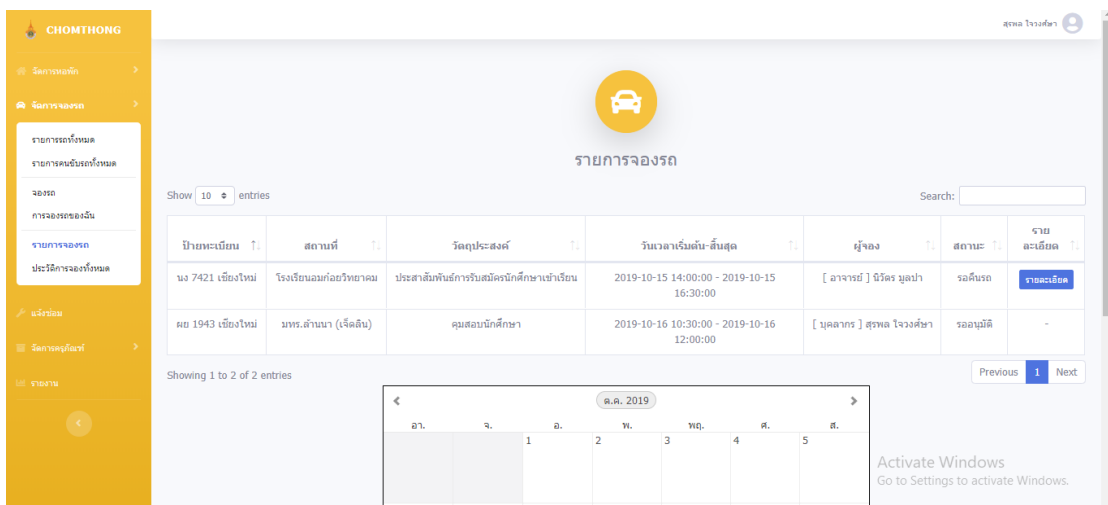 CHOMTHONG
สุรพล ใจวงศ์ษา
จัดการหอพัก
จัดการจองรถ
รายการรถทั้งหมด
รายการคนขับรถทั้งหมด
จองรถ
การจองรถของฉัน
รายการจองรถ
ประวัติการจองทั้งหมด
แจ้งซ่อม
จัดการครุภัณฑ์
รายงาน
รายการจองรถ
Show 10 entries
Search:
ป้ายทะเบียน สถานที่ วัตถุประสงค์ วันเวลาเริ่มต้น-สิ้นสุด ผู้จอง สถานะ ราย
ละเอียด
นง 7421 เชียงใหม่ โรงเรียนอมก๋อยวิทยาคม ประสาสัมพันธ์การรับสมัครนักศึกษาเข้าเรียน 2019-10-15 14:00:00 - 2019-10-15 [ อาจารย์ ] นิวัตร มูลปา รอคืนรถ รายละเอียด
16:30:00
ผย 1943 เชียงใหม่ มทร.ล้านนา (เจ็ดลิน) คุมสอบนักศึกษา 2019-10-16 10:30:00 - 2019-10-16 [ บุคลากร ] สุรพล ใจวงศ์ษา รออนุมัติ -
12:00:00
Showing 1 to 2 of 2 entries
Previous 1 Next
ต.ค. 2019
อา. จ. อ. พ. พฤ. ศ. ส.
1 2 3 4 5
Activate Windows
Go to Settings to activate Windows.